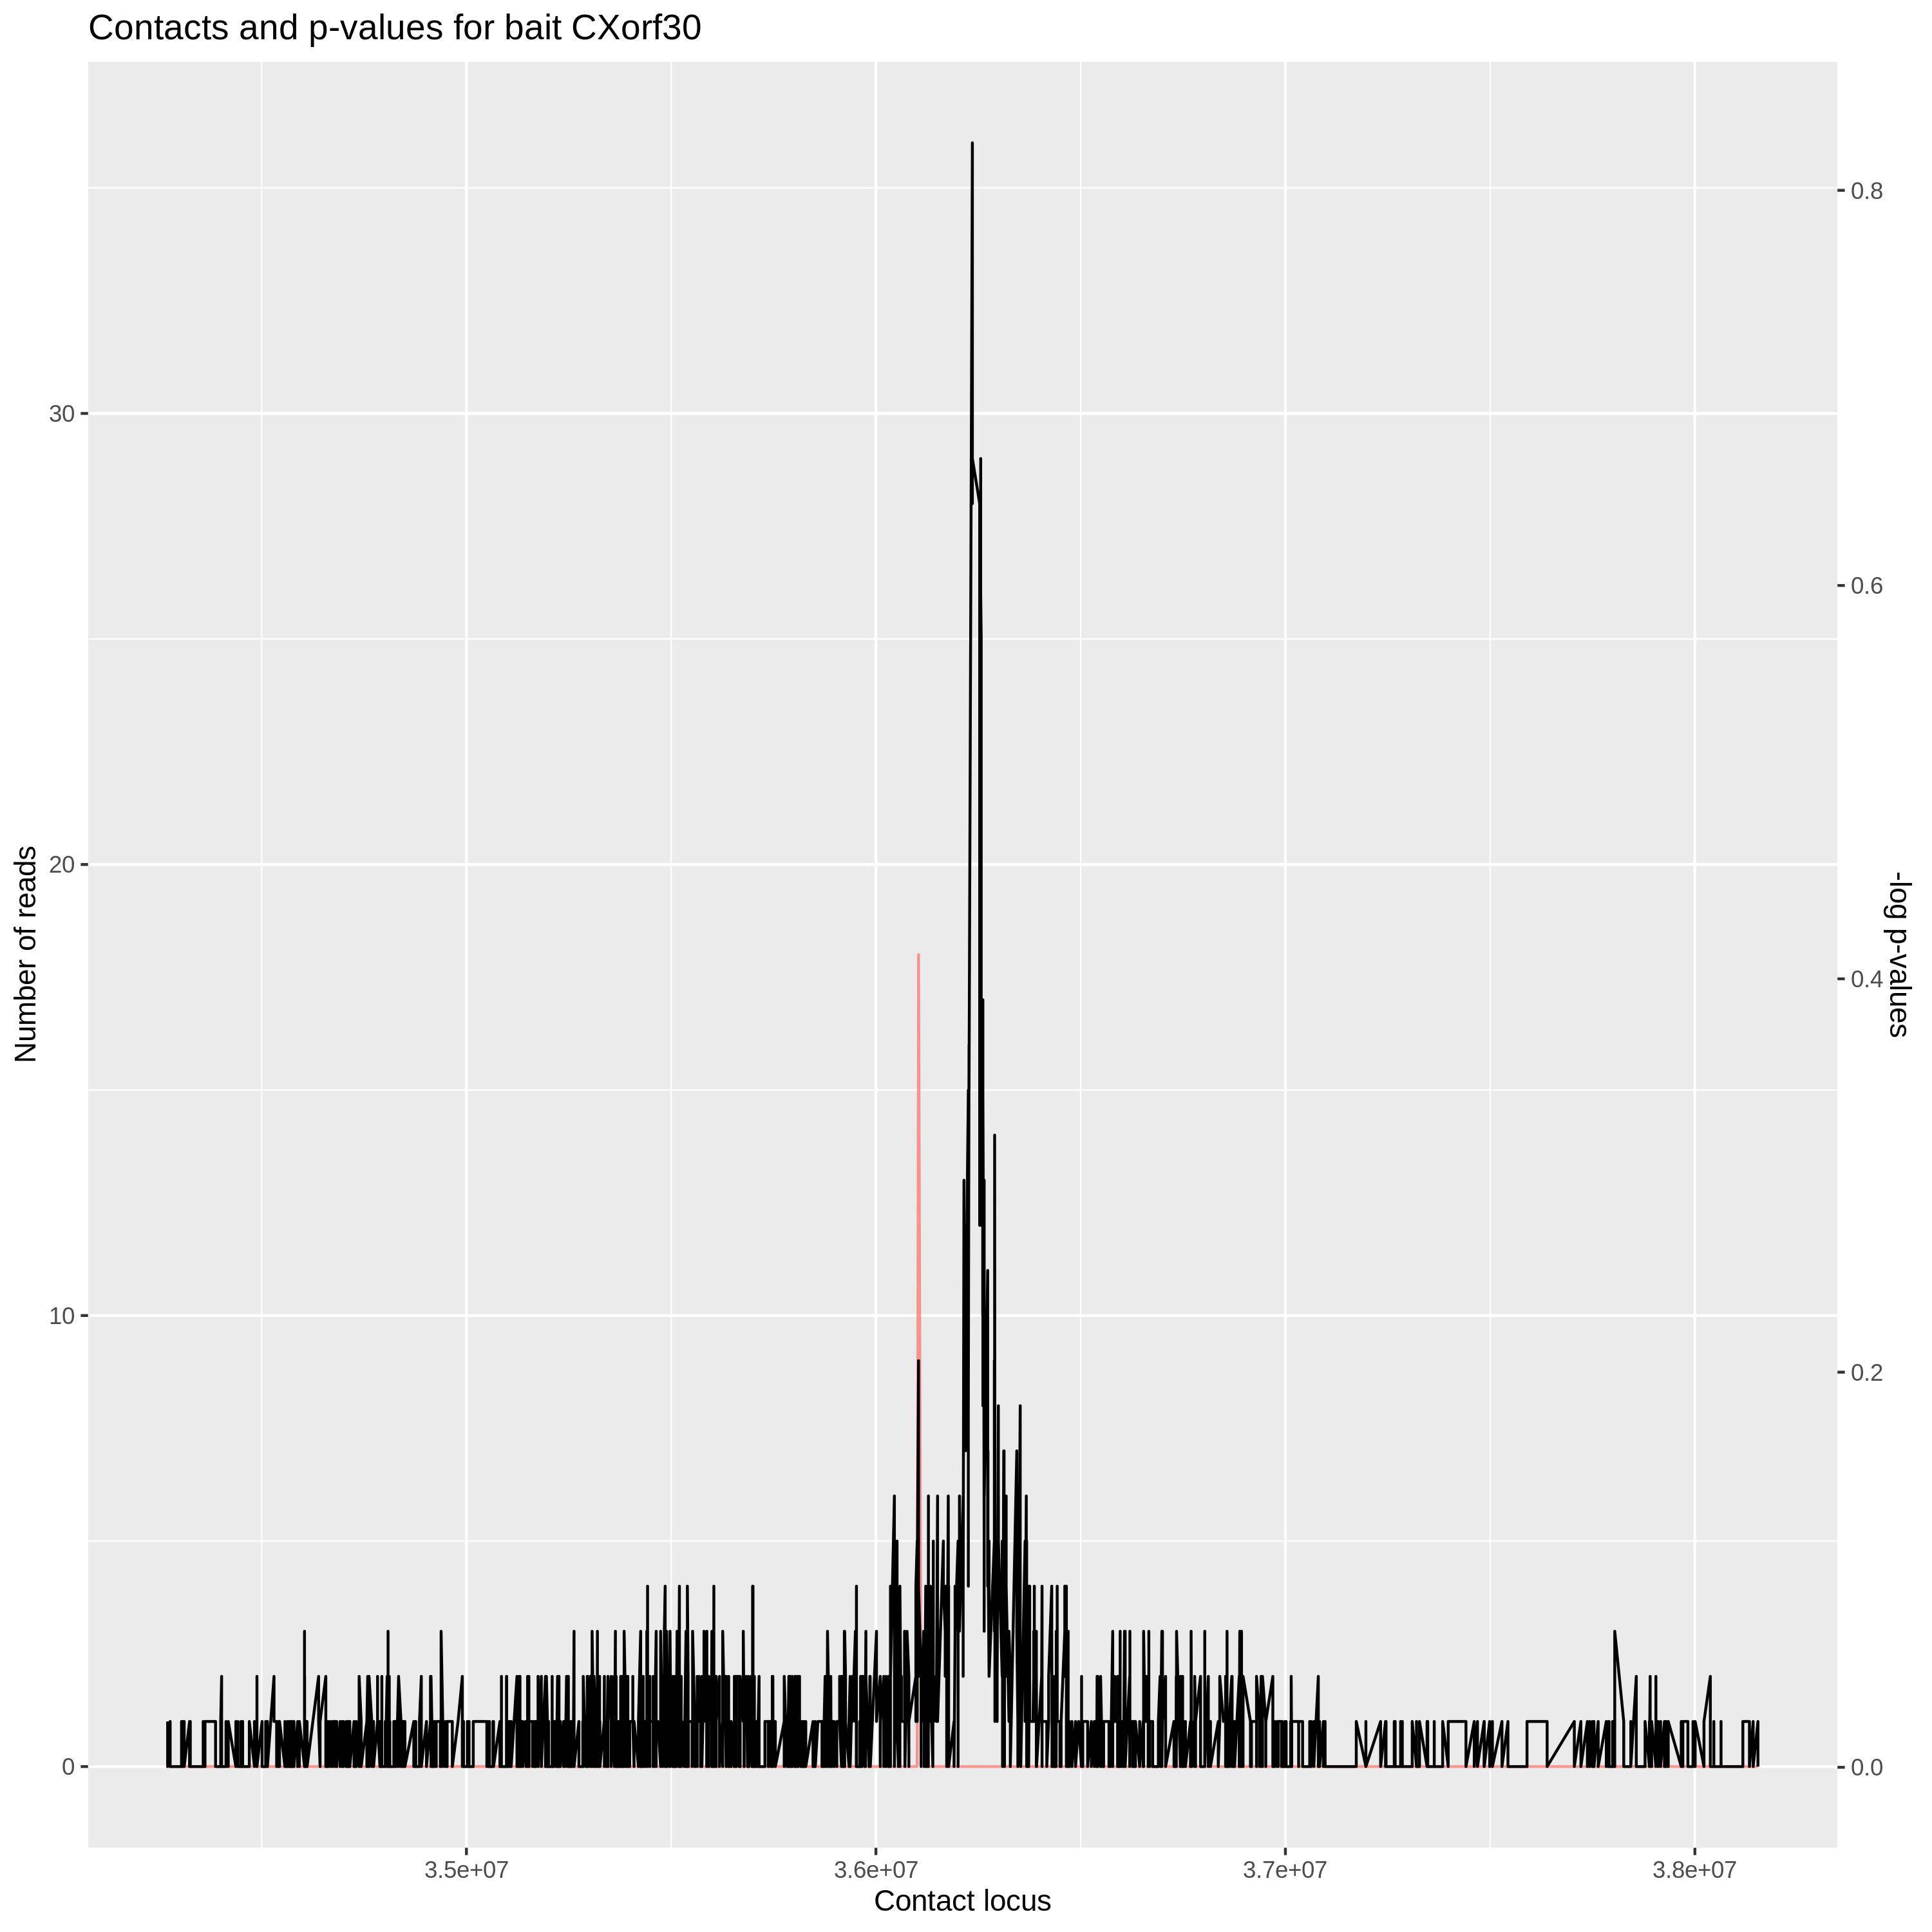 Contacts and p-values for bait CXorf30
Number of reads
30
20
10
0
0.8
0.6
0.4
0.2
0.0
-log p-values
3.5e+07 3.6e+07 3.7e+07 3.8e+07
Contact locus